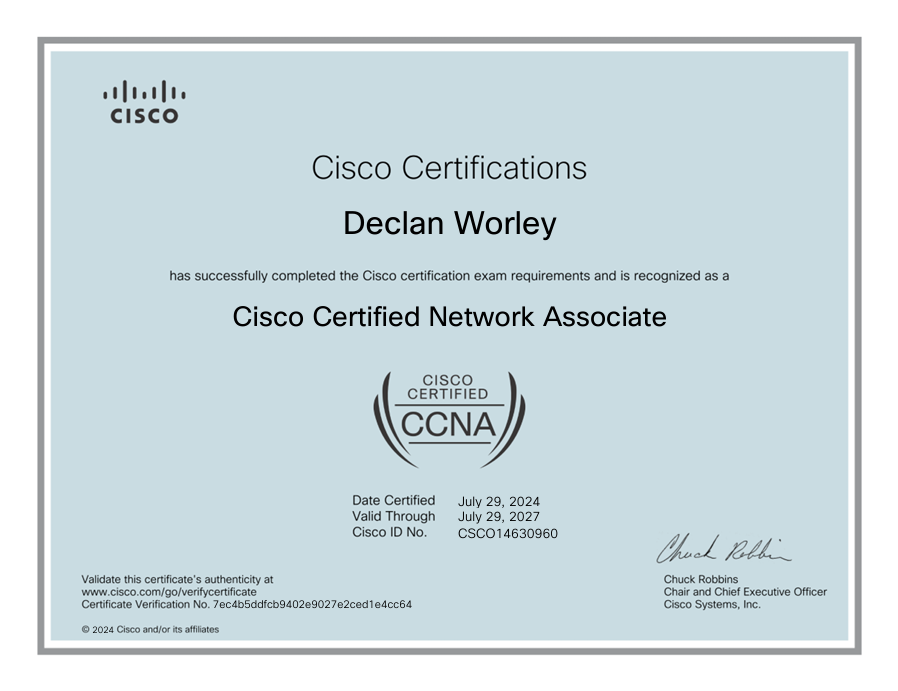 CISCO
Cisco Certifications
Declan Worley
has successfully completed the Cisco certification exam requirements and is recognized as a
Cisco Certified Network Associate
CISCO
CERTIFIED
CCNA
Date Certified July 29, 2024
Valid Through July 29, 2027
Cisco ID No. CSCO14630960
Chuck Robbins
Validate this certificate's authenticity at
www.cisco.com/go/verifycertificate
Certificate Verification No. 7ec4b5ddfcb9402e9027e2ced1e4cc64
Chuck Robbins
Chair and Chief Executive Officer
Cisco Systems, Inc.
© 2024 Cisco and/or its affiliates